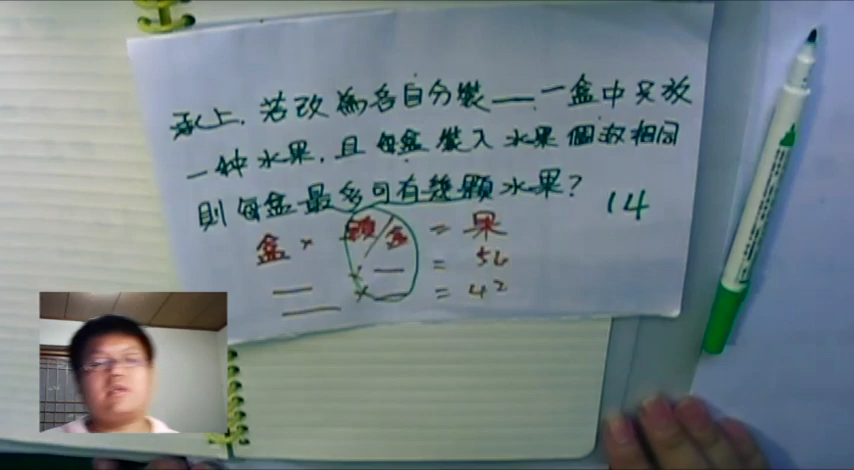 承上，若改為各自分裝——一盒中只放
一种水果，且每盒裝入水果個數相同
則每盒最多可有幾顆水果？ 14
盒 × 顆/盒 = 果
× — = 56
— × — = 42